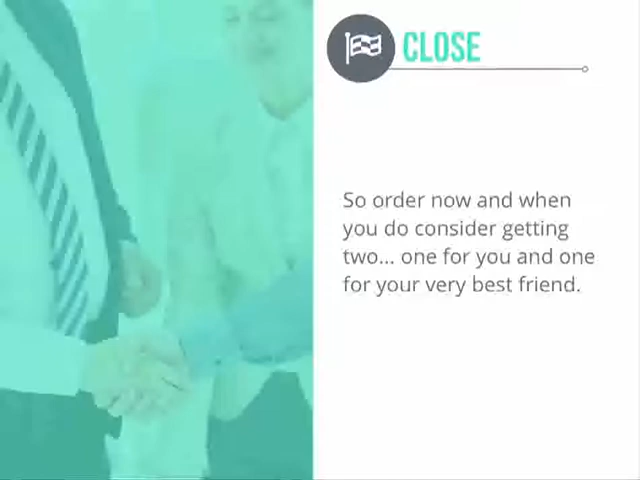 CLOSE
So order now and when
you do consider getting
two... one for you and one
for your very best friend.